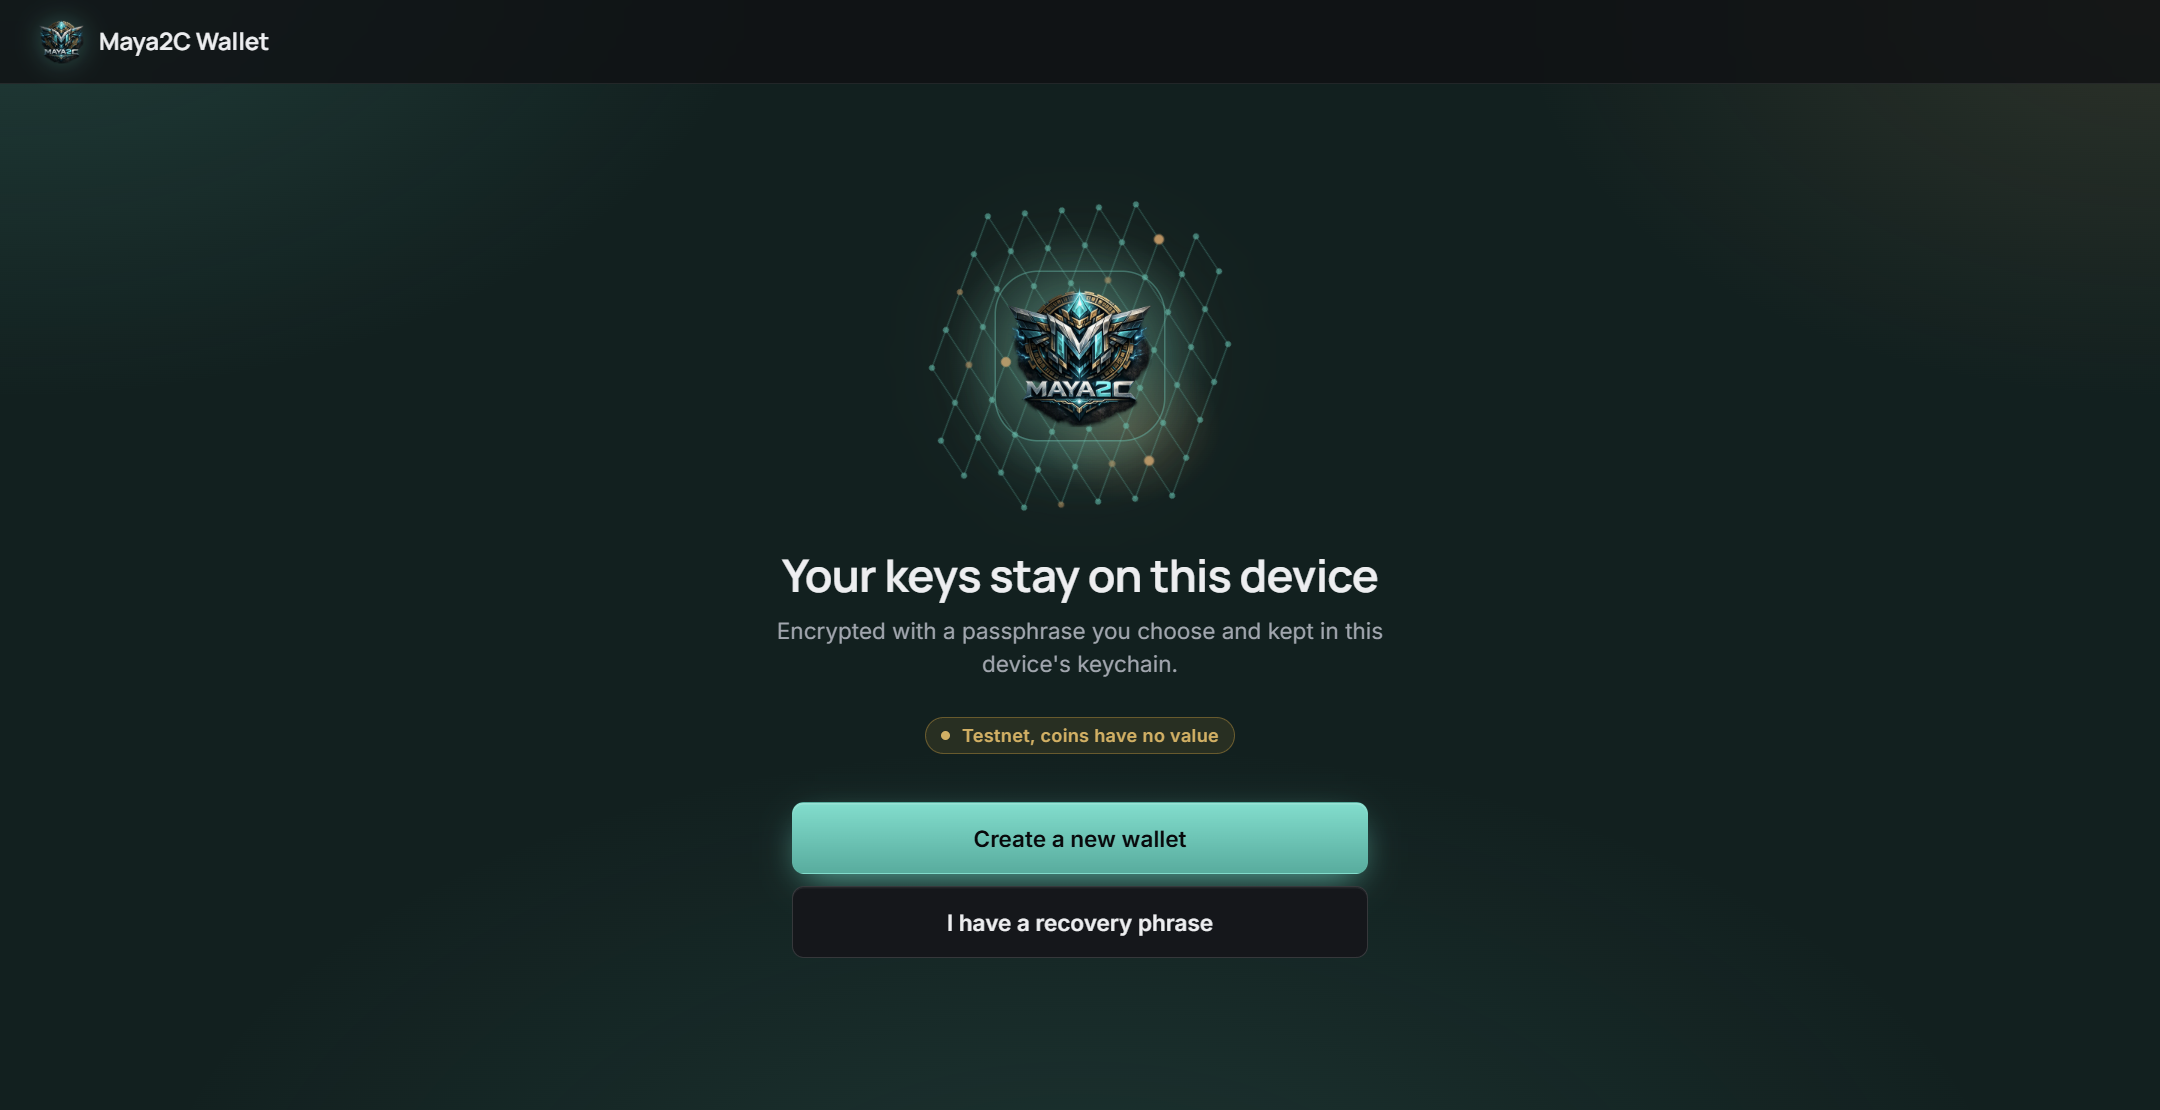 MAYA2C
Maya2C Wallet
MAYA2C
Your keys stay on this device
Encrypted with a passphrase you choose and kept in this
device's keychain.
Testnet, coins have no value
Create a new wallet
I have a recovery phrase